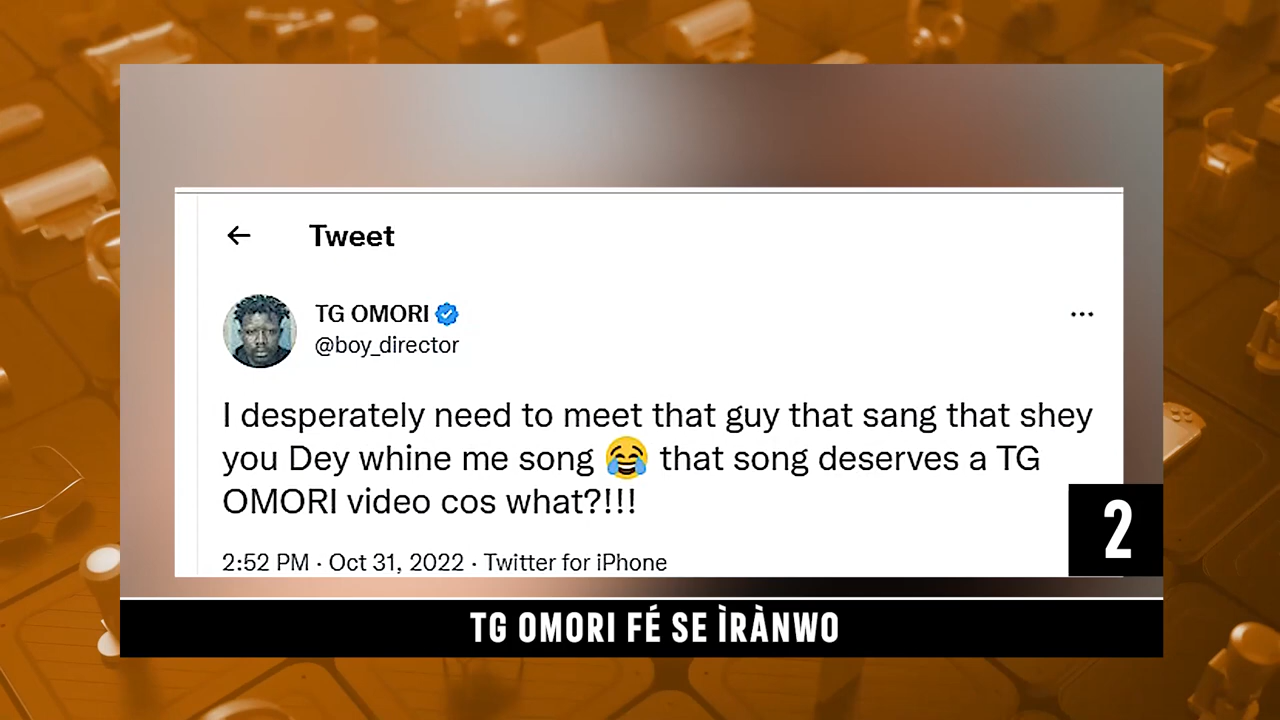 Tweet
TG OMORI
@boy_director
I desperately need to meet that guy that sang that shey
you Dey whine me song 😂 that song deserves a TG
OMORI video cos what?!!!
2:52 PM · Oct 31, 2022 · Twitter for iPhone
2
TG OMORI FÉ SE ÌRÀNWO